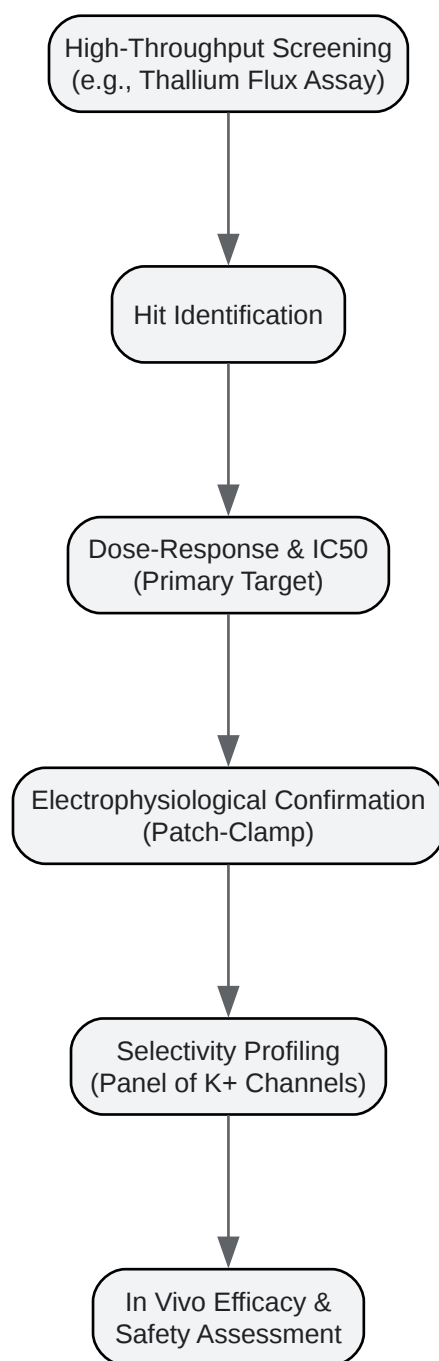 High-Throughput Screening
(e.g., Thallium Flux Assay)
Hit Identification
Dose-Response & IC50
(Primary Target)
Electrophysiological Confirmation
(Patch-Clamp)
Selectivity Profiling
(Panel of K+ Channels)
In Vivo Efficacy &
Safety Assessment